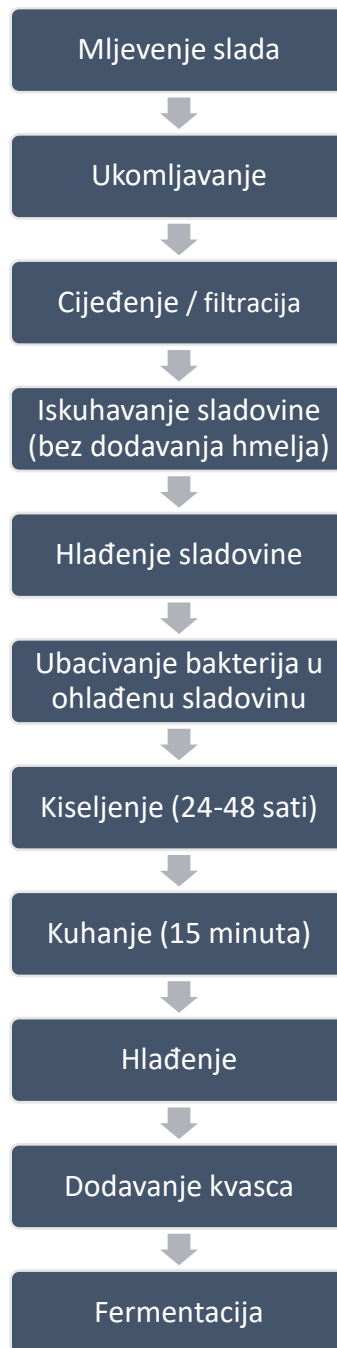 Mljevenje slada
Ukomljavanje
Cijeđenje / filtracija
Iskuhavanje sladovine
(bez dodavanja hmelja)
Hlađenje sladovine
Ubacivanje bakterija u
ohlađenu sladovinu
Kiseljenje (24-48 sati)
Kuhanje (15 minuta)
Hlađenje
Dodavanje kvasca
Fermentacija